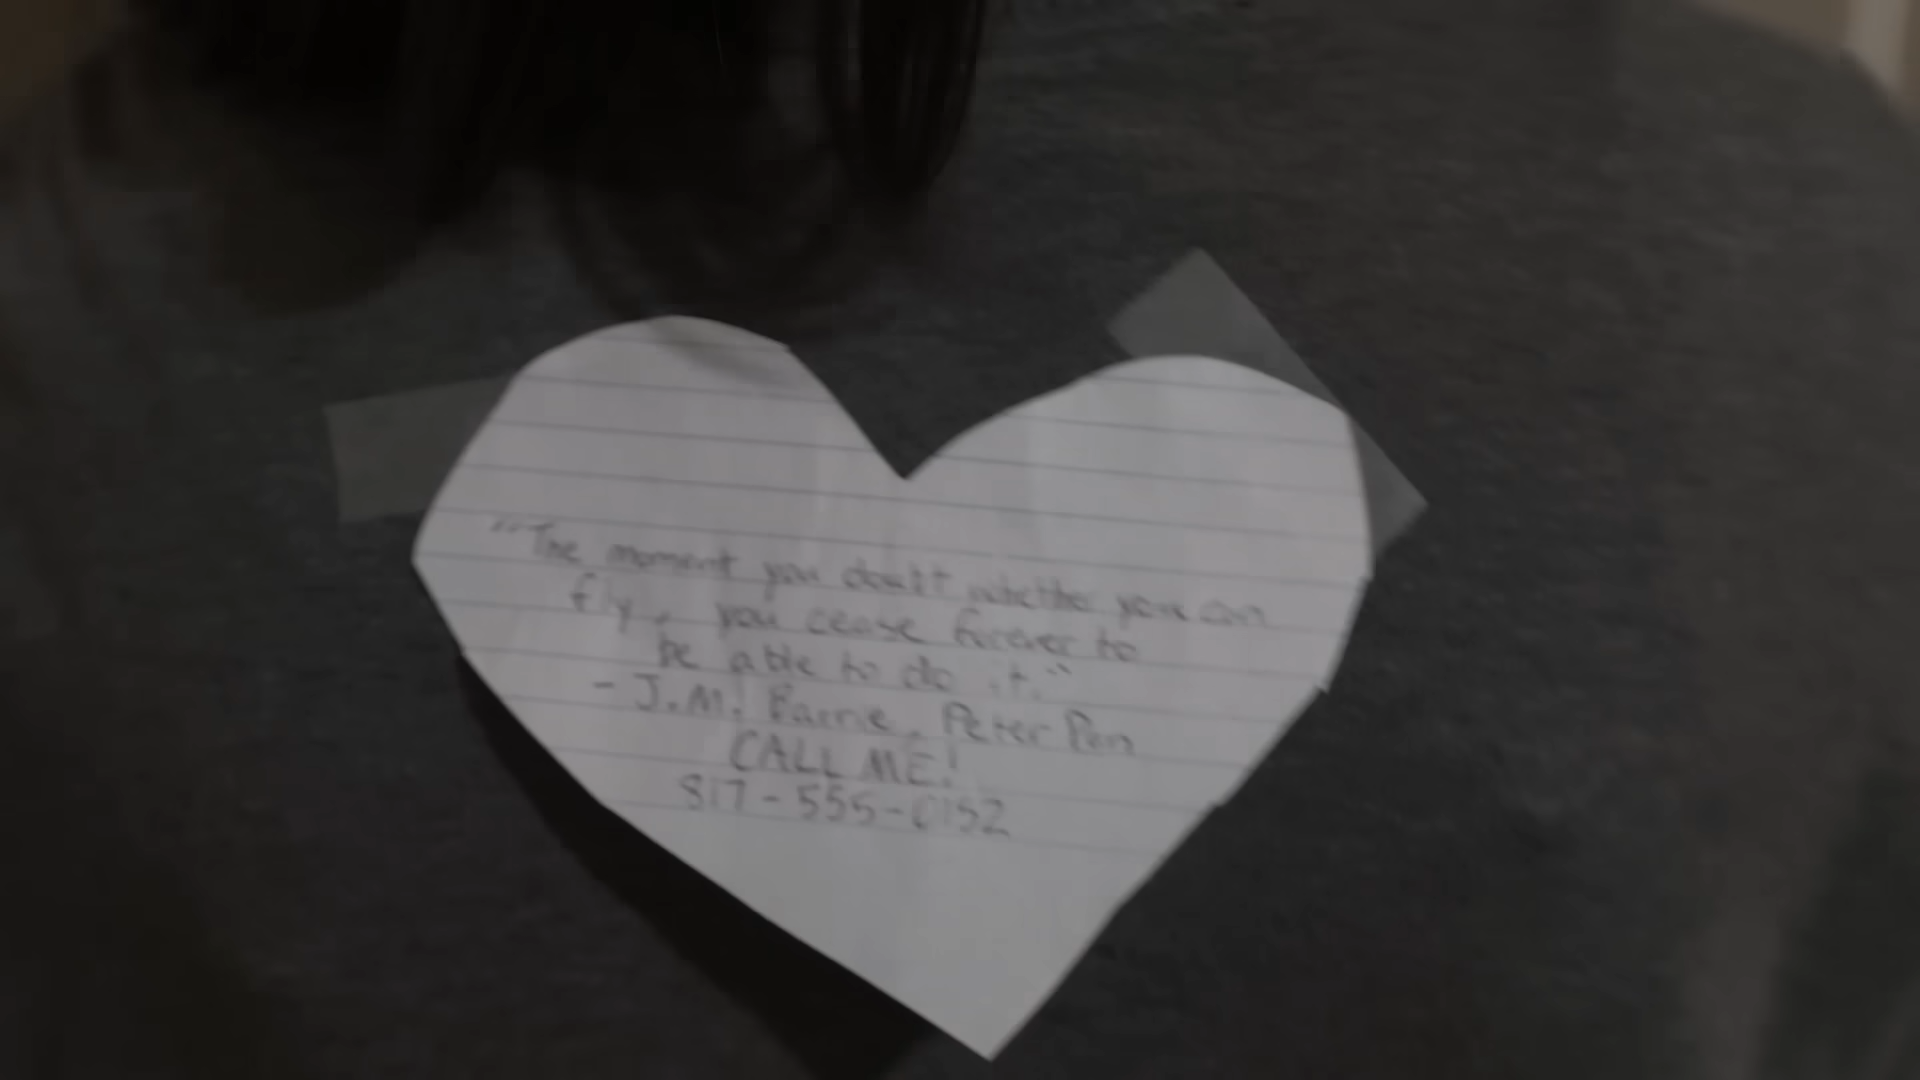 "The moment you doubt whether you can
fly, you cease forever to
be able to do it."
- J.M. Barrie, Peter Pan
CALL ME!
817-555-0152